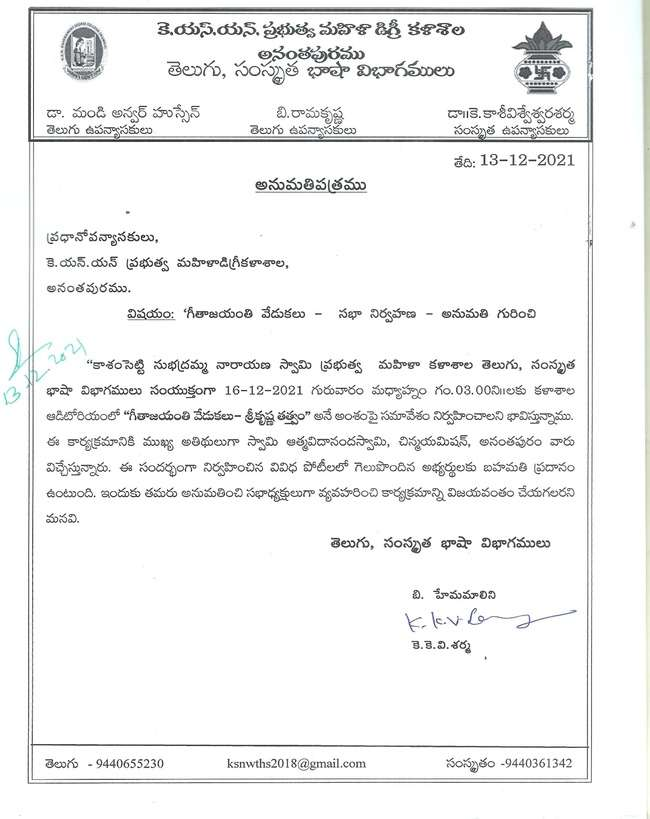 కె.యస్.యన్. ప్రభుత్వ మహిళా డిగ్రీ కళాశాల
అనంతపురము
తెలుగు, సంస్కృత భాషా విభాగములు
డా. మండి అన్వర్ హుస్సేన్ బి.రామకృష్ణ డా॥కె.కాశీవిశ్వేశ్వరశర్మ
తెలుగు ఉపన్యాసకులు తెలుగు ఉపన్యాసకులు సంస్కృత ఉపన్యాసకులు
తేది: 13-12-2021
అనుమతిపత్రము
ప్రధానోపన్యాసకులు,
కె.యస్.యన్ ప్రభుత్వ మహిళాడిగ్రీకళాశాల,
అనంతపురము.
విషయం: 'గీతాజయంతి వేడుకలు – సభా నిర్వహణ – అనుమతి గురించి
13-12-2021
"కాశంసెట్టి సుభద్రమ్మ నారాయణ స్వామి ప్రభుత్వ మహిళా కళాశాల తెలుగు, సంస్కృత
భాషా విభాగములు సంయుక్తంగా 16-12-2021 గురువారం మధ్యాహ్నం గం.03.00ని॥లకు కళాశాల
ఆడిటోరియంలో "గీతాజయంతి వేడుకలు– శ్రీకృష్ణ తత్త్వం" అనే అంశంపై సమావేశం నిర్వహించాలని భావిస్తున్నాము.
ఈ కార్యక్రమానికి ముఖ్య అతిథులుగా స్వామి ఆత్మవిదానందస్వామి, చిన్మయమిషన్, అనంతపురం వారు
విచ్చేస్తున్నారు. ఈ సందర్భంగా నిర్వహించిన వివిధ పోటీలలో గెలుపొందిన అభ్యర్థులకు బహమతి ప్రదానం
ఉంటుంది. ఇందుకు తమరు అనుమతించి సభాధ్యక్షులుగా వ్యవహరించి కార్యక్రమాన్ని విజయవంతం చేయగలరని
మనవి.
తెలుగు, సంస్కృత భాషా విభాగములు
బి. హేమమాలిని
K. K. V.
కె.కె.వి.శర్మ
తెలుగు - 9440655230 ksnwths2018@gmail.com సంస్కృతం -9440361342